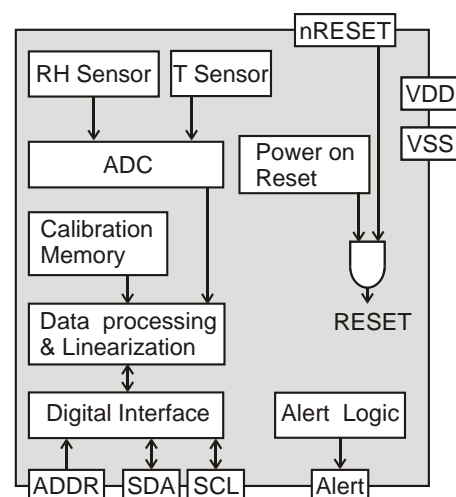 nRESET
RH Sensor
T Sensor
VDD
VSS
ADC
Power on
Reset
Calibration
Memory
RESET
Data processing
& Linearization
Digital Interface
Alert Logic
ADDR
SDA
SCL
Alert